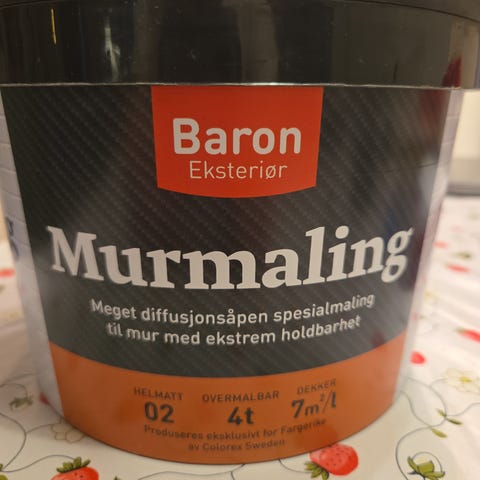 Baron
Eksteriør
Murmaling
Meget diffusjonsåpen spesialmaling
til mur med ekstrem holdbarhet
HELMATT OVERMALBAR DEKKER
02 4t 7m²/l
Produseres eksklusivt for Fargerike
av Colorex Sweden